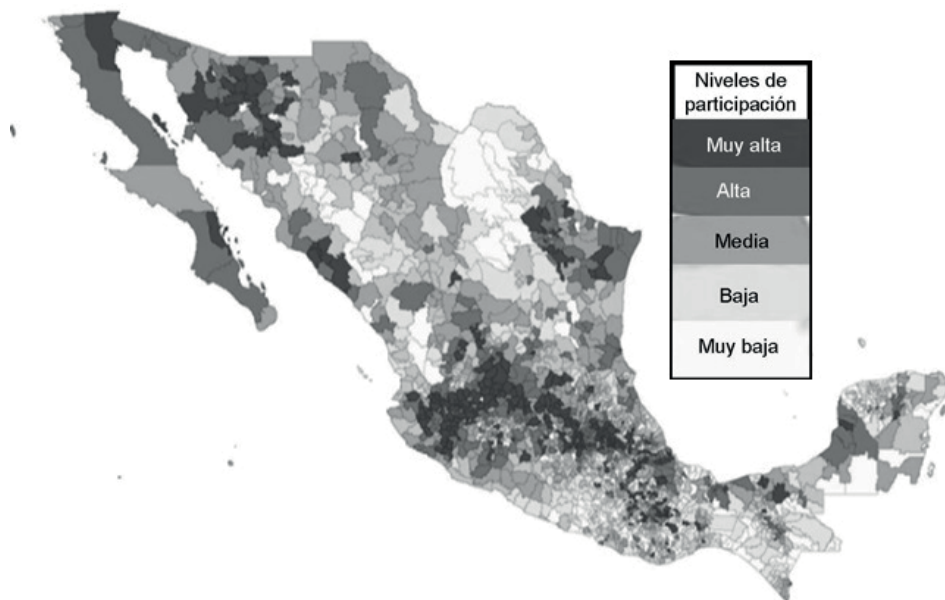 Niveles de
participación
Muy alta
Alta
Media
Baja
Muy baja